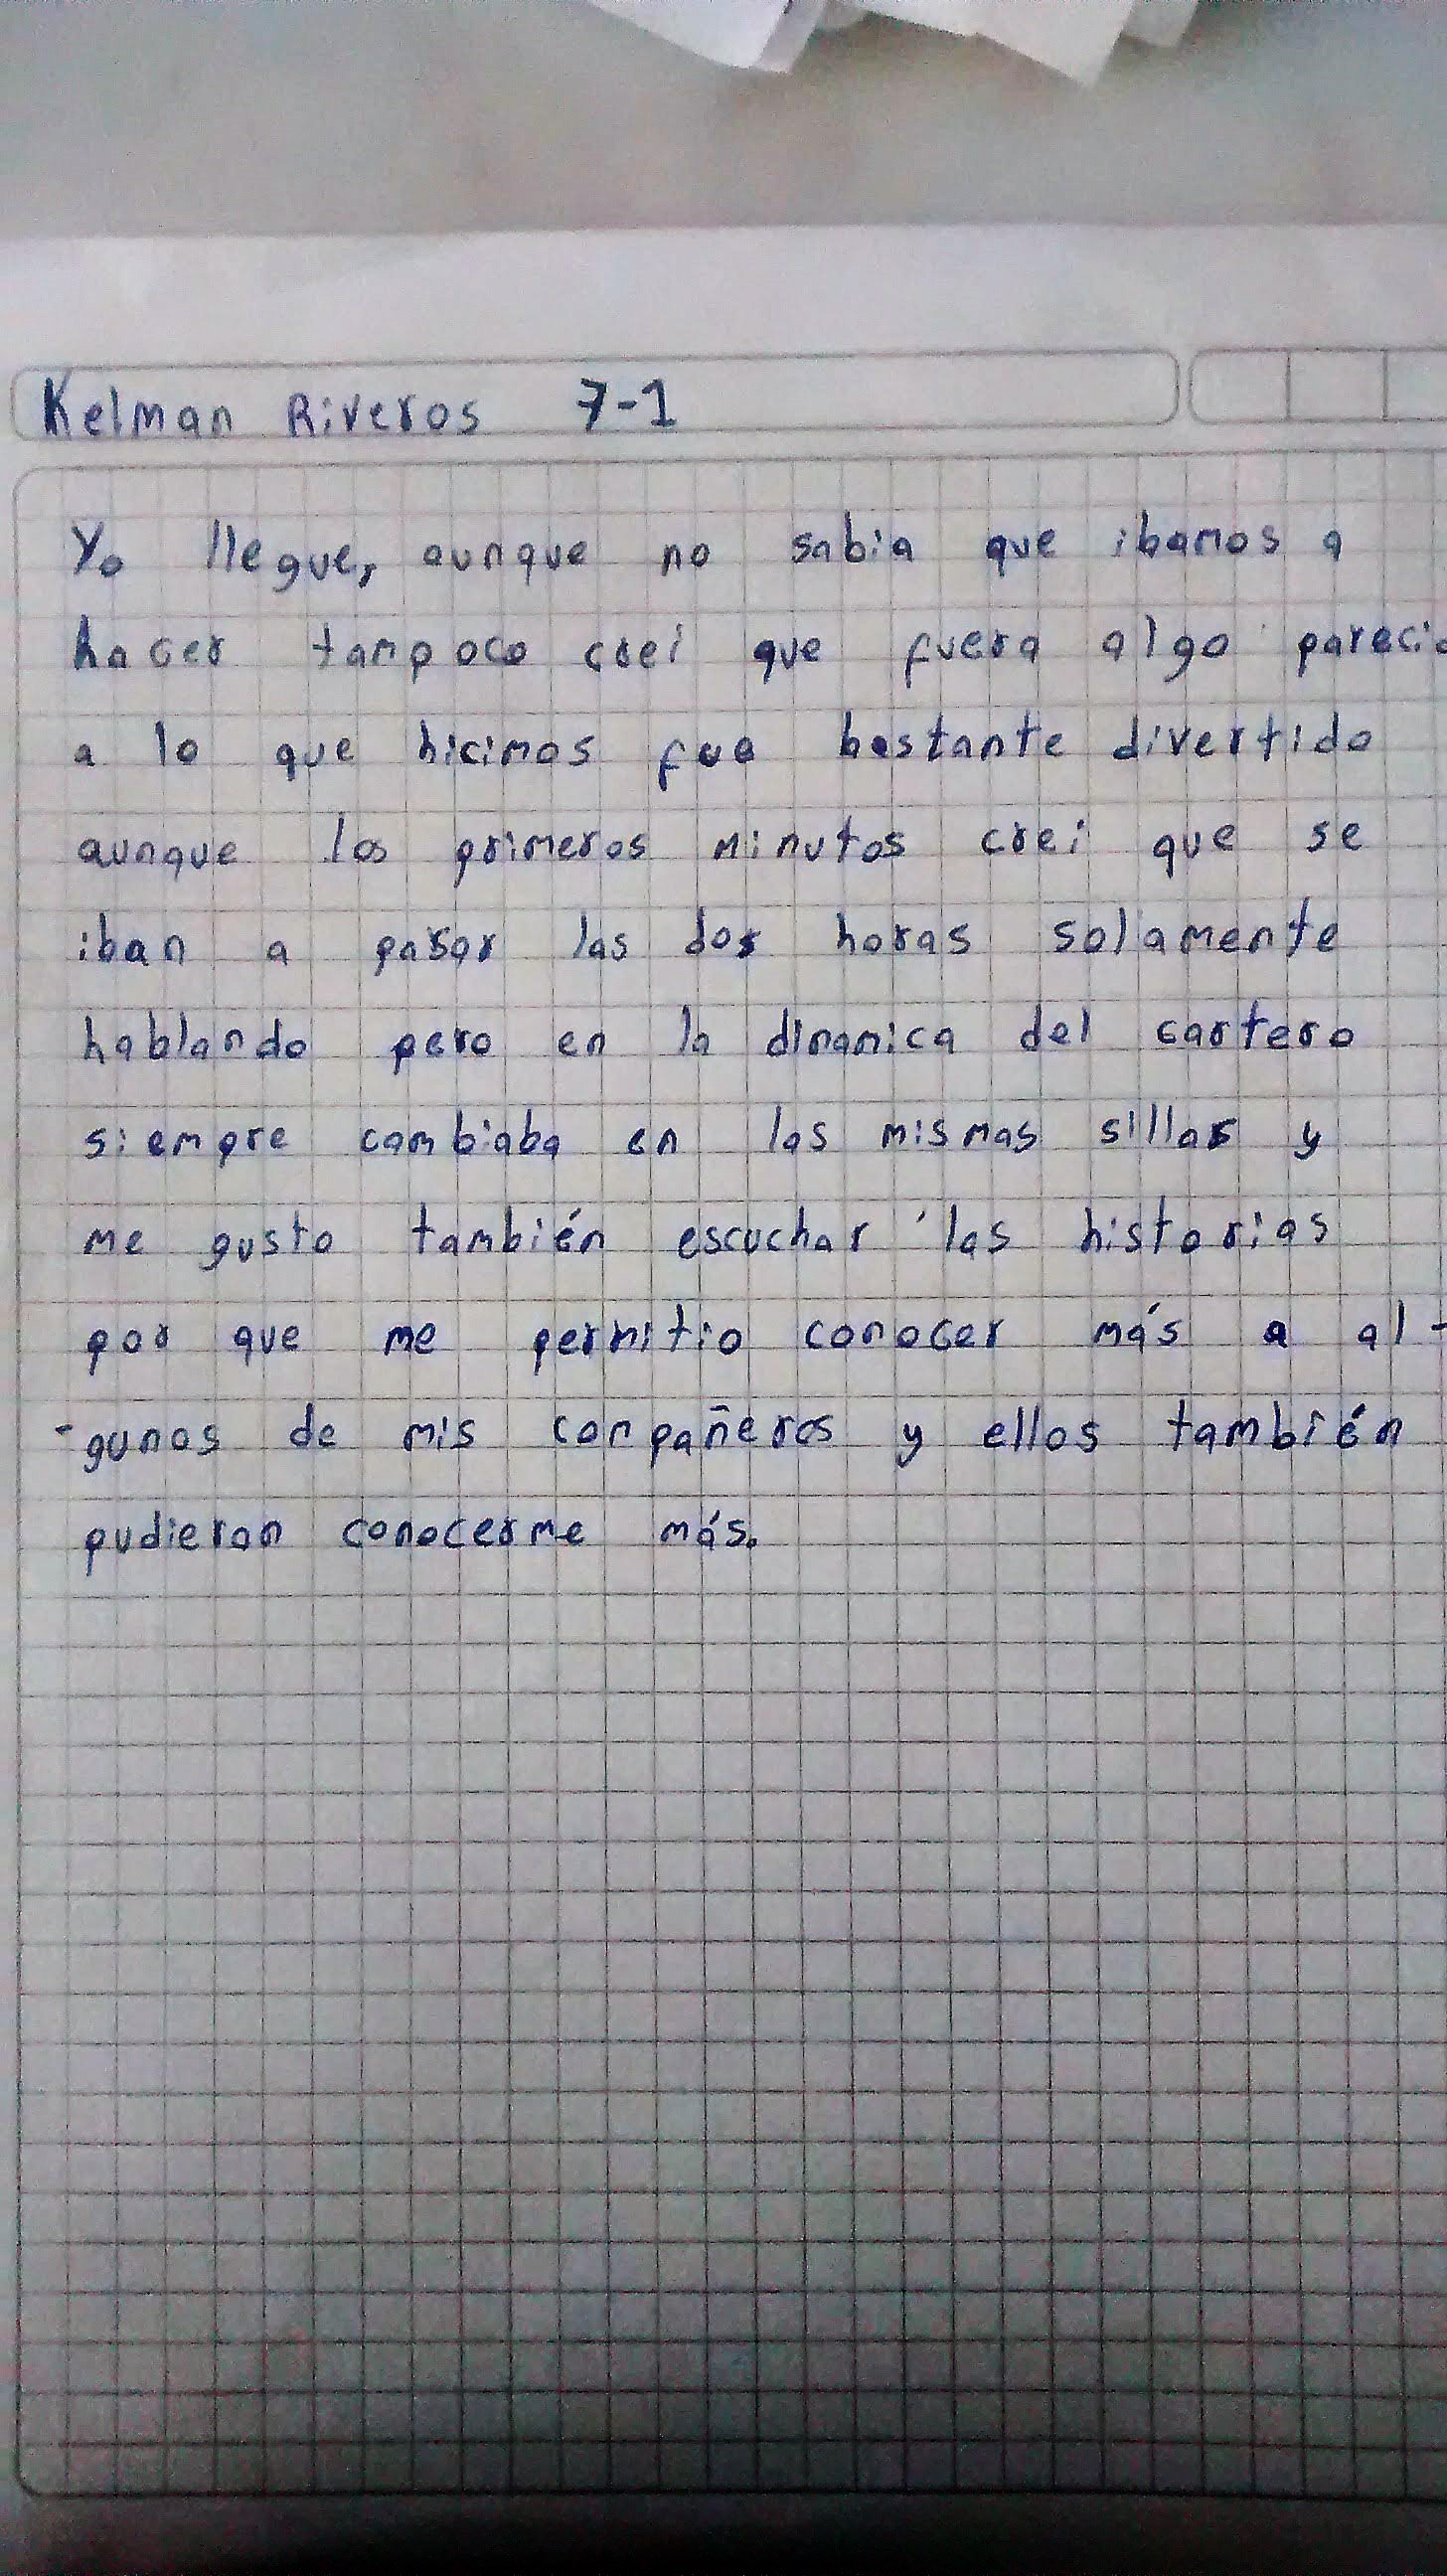 Kelman Riveros 7-1
Yo llegue, aunque no sabia que ibamos a
hacer tampoco crei que fuera algo
a lo que hicimos fue bastante divertido
aunque los primeros minutos crei que se
iban a pasar las dos horas solamente
hablando pero en la dinamica del cartero
siempre cambiaba en las mismas sillas y
me gusto también escuchar las historias
por que me permitio conocer más a al-
-gunos de mis compañeros y ellos también
pudieron conocerme más.